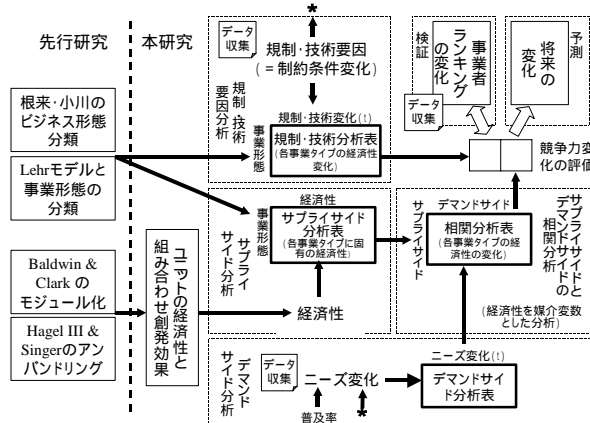 先行研究
本研究
根来・小川の
ビジネス形態
分類
Lehrモデルと
事業形態の
分類
Baldwin &
Clark の
モジュール化
Hagel III &
Singerのアン
バンドリング
ユニットの経済性と
組み合わせ創発効果
*
データ
収集
規制・技術要因
(=制約条件変化)
規制・技術
要因分析
規制・技術変化(t)
事業形態
規制・技術分析表
(各事業タイプの経済性
変化)
検証
事業者
ランキング
の変化
データ
収集
予測
将来の
変化
競争力変
化の評価
サプライ
サイド分析
経済性
事業形態
サプライサイド
分析表
(各事業タイプに固
有の経済性)
経済性
デマンドサイド
サプライサイド
相関分析表
(各事業タイプの経
済性の変化)
サプライサイドと
デマンドサイドの
相関分析
(経済性を媒介変数
とした分析)
デマンド
サイド分析
データ
収集
ニーズ変化
普及率
*
ニーズ変化(t)
デマンドサイ
ド分析表